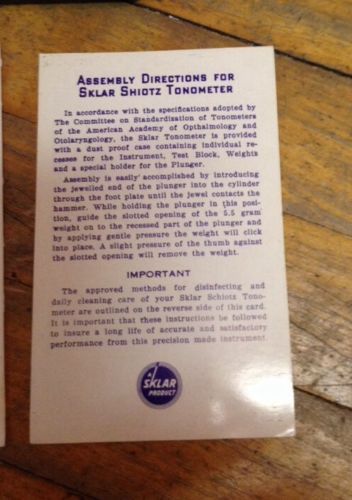 ASSEMBLY DIRECTIONS FOR
SKLAR SHIOTZ TONOMETER
In accordance with the specifications adopted by
The Committee on Standardization of Tonometers
of the American Academy of Opthalmology and
Otolaryngology, the Sklar Tonometer is provided
with a dust proof case containing individual re-
cesses for the Instrument, Test Block, Weights
and a special holder for the Plunger.
Assembly is easily accomplished by introducing
the jewelled end of the plunger into the cylinder
through the foot plate until the jewel contacts the
hammer. While holding the plunger in this posi-
tion, guide the slotted opening of the 5.5 gram
weight on to the recessed part of the plunger and
by applying gentle pressure the weight will click
into place. A slight pressure of the thumb against
the slotted opening will remove the weight.
IMPORTANT
The approved methods for disinfecting and
daily cleaning care of your Sklar Schiotz Tono-
meter are outlined on the reverse side of this card.
It is important that these instructions be followed
to insure a long life of accurate and satisfactory
performance from this precision made instrument.
SKLAR
PRODUCT